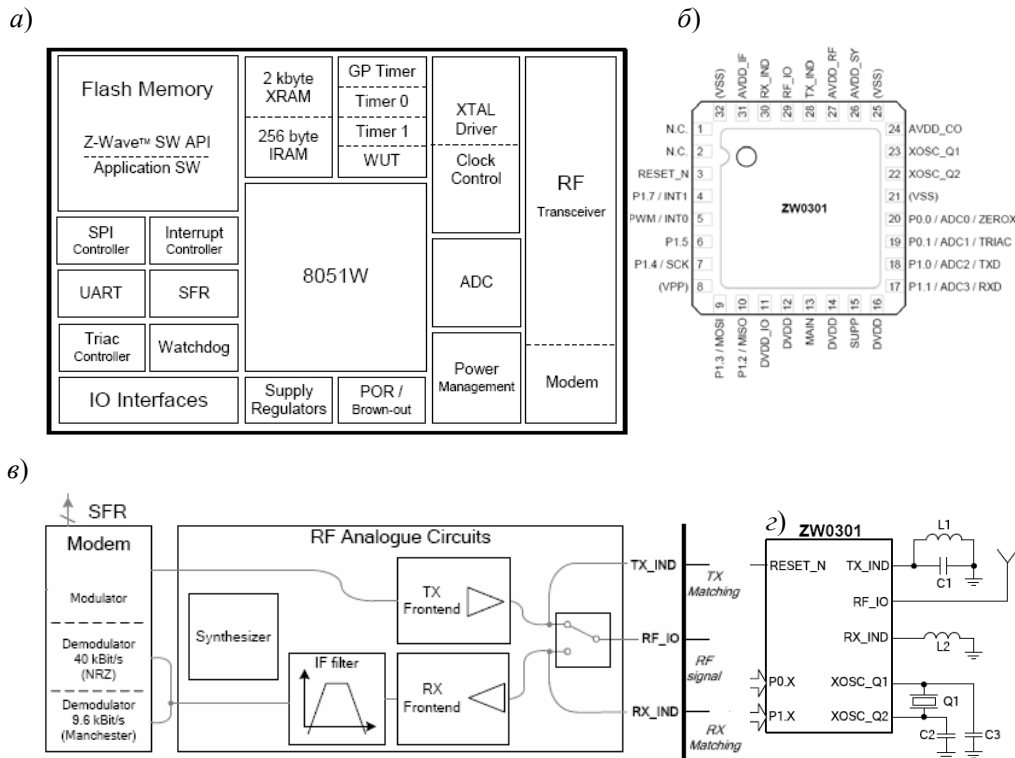 а)
Flash Memory
Z-Wave™ SW API
Application SW
2 kbyte
XRAM
256 byte
IRAM
GP Timer
Timer 0
Timer 1
WUT
XTAL
Driver
Clock
Control
RF
Transceiver
SPI
Controller
Interrupt
Controller
8051W
ADC
UART
SFR
Triac
Controller
Watchdog
Power
Management
Modem
IO Interfaces
Supply
Regulators
POR /
Brown-out
б)
32 (VSS)
31 AVDD_IF
30 RX_IND
29 RF_IO
28 TX_IND
27 AVDD_RF
26 AVDD_SY
25 (VSS)
N.C. 1
N.C. 2
RESET_N 3
P1.7 / INT1 4
PWM / INT0 5
P1.5 6
P1.4 / SCK 7
(VPP) 8
ZW0301
24 AVDD_CO
23 XOSC_Q1
22 XOSC_Q2
21 (VSS)
20 P0.0 / ADC0 / ZEROX
19 P0.1 / ADC1 / TRIAC
18 P1.0 / ADC2 / TXD
17 P1.1 / ADC3 / RXD
P1.3 / MOSI 9
P1.2 / MISO 10
DVDD_IO 11
DVDD 12
MAIN 13
DVDD 14
SUPP 15
DVDD 16
в)
SFR
Modem
Modulator
Demodulator
40 kBit/s
(NRZ)
Demodulator
9.6 kBit/s
(Manchester)
RF Analogue Circuits
Synthesizer
TX
Frontend
IF filter
RX
Frontend
TX_IND
RF_IO
RX_IND
TX
Matching
RF
signal
RX
Matching
г)
ZW0301
RESET_N
TX_IND
RF_IO
RX_IND
P0.X
XOSC_Q1
P1.X
XOSC_Q2
L1
C1
L2
Q1
C2
C3